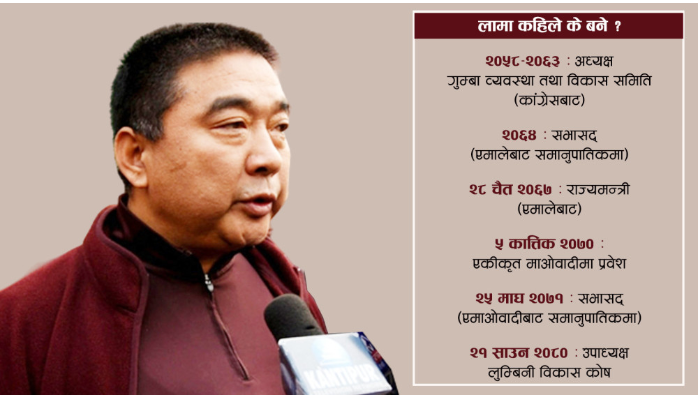 लामा कहिले के बने ?
२०५८-२०६३ : अध्यक्ष
गुम्बा व्यवस्था तथा विकास समिति
(कांग्रेसबाट)
२०६४ : सभासद्
(एमालेबाट समानुपातिकमा)
२८ चैत २०६७ : राज्यमन्त्री
(एमालेबाट)
५ कात्तिक २०७० :
एकीकृत माओवादीमा प्रवेश
२५ माघ २०७१ : सभासद्
(एमाओवादीबाट समानुपातिकमा)
२१ साउन २०८० : उपाध्यक्ष
लुम्बिनी विकास कोष
KANTIPUR